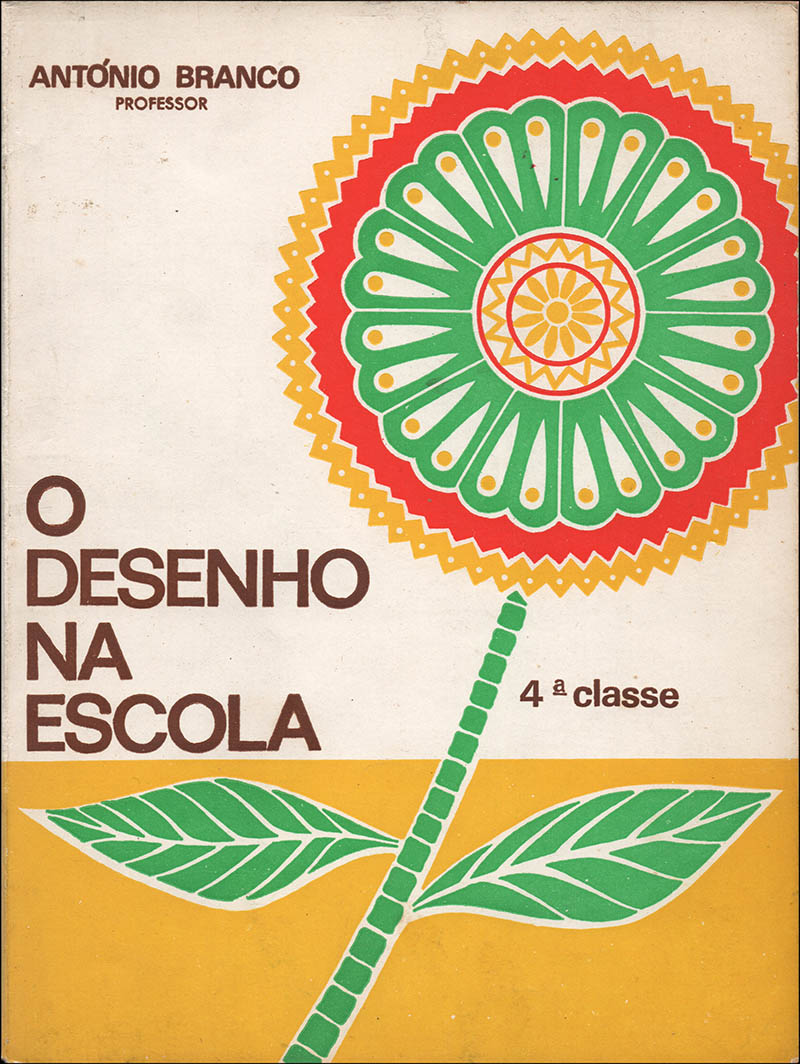 ANTÓNIO BRANCO
PROFESSOR
O
DESENHO
NA
ESCOLA
4ª classe